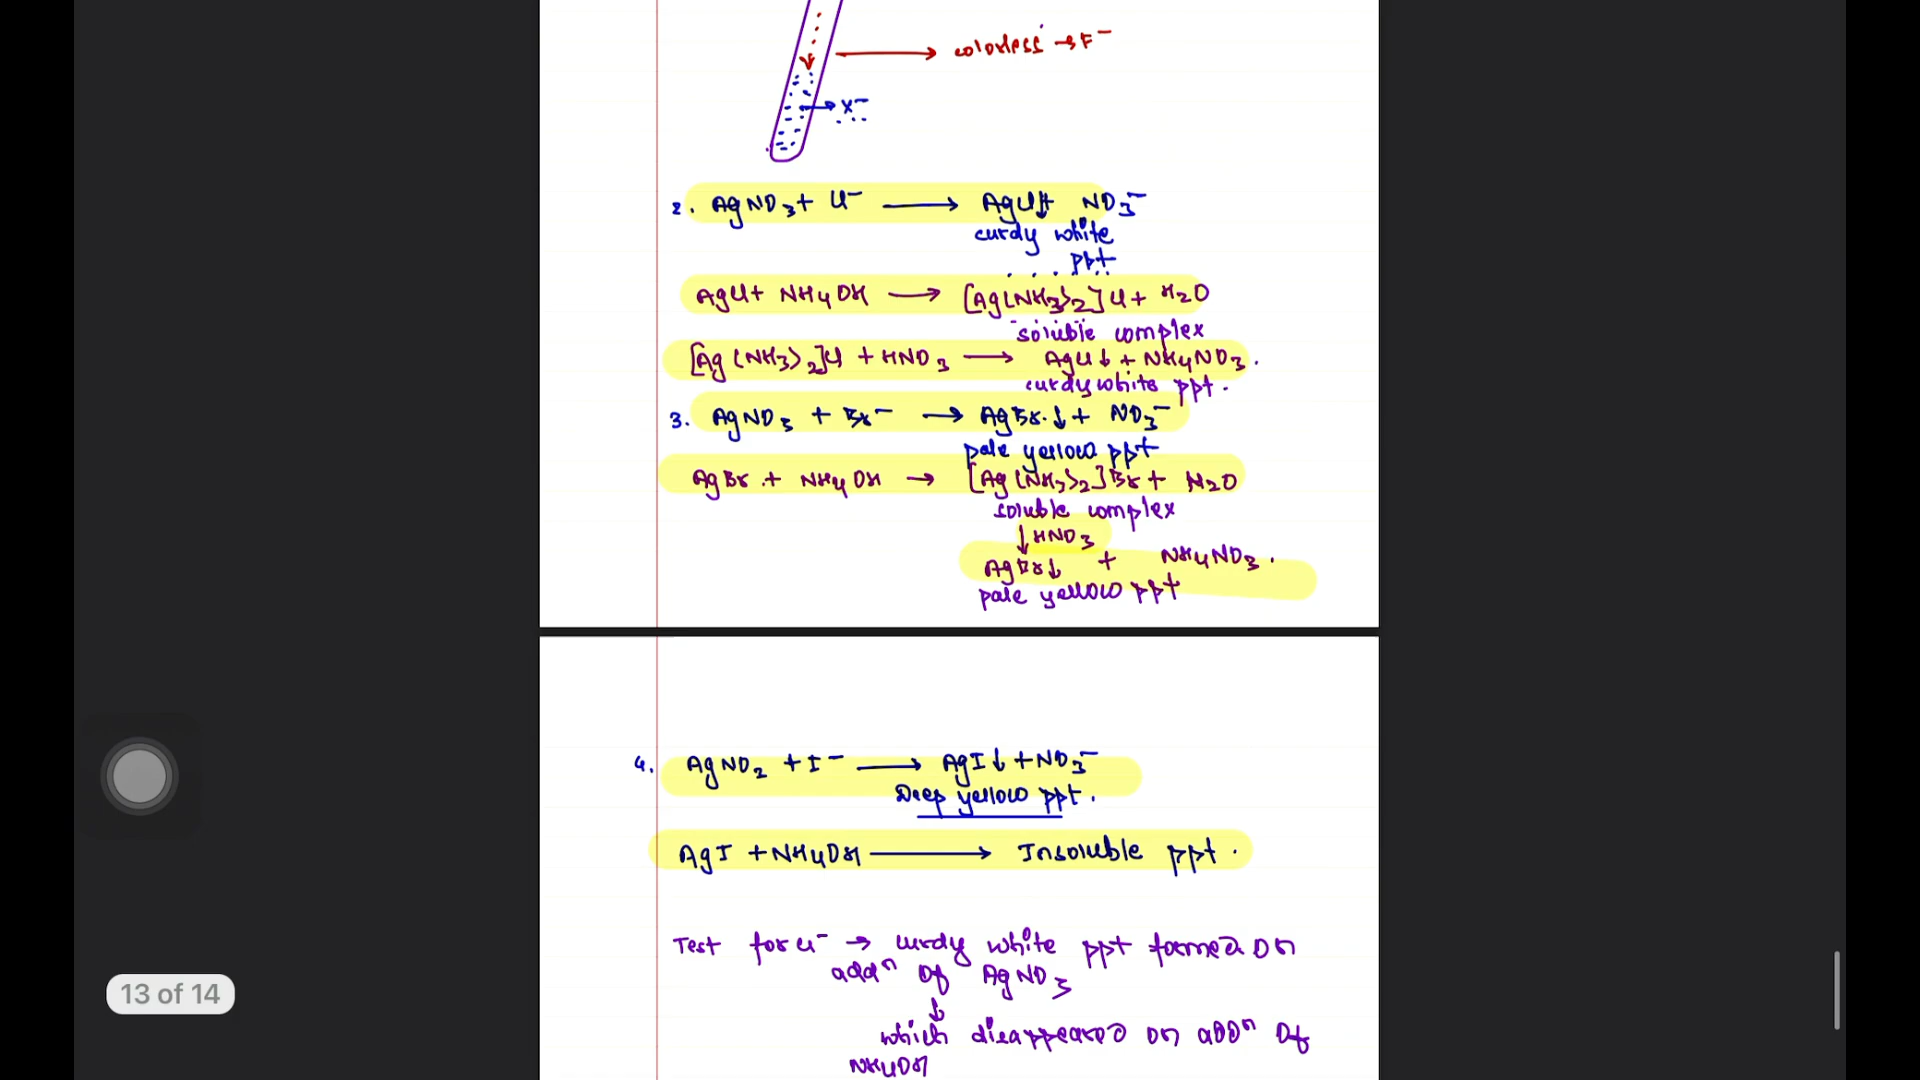 colorless → F⁻
→ X⁻
2. AgNO₃ + Cl⁻ ⟶ AgCl↓ + NO₃⁻
curdy white
ppt
AgCl + NH₄OH ⟶ [Ag(NH₃)₂]Cl + H₂O
soluble complex
[Ag(NH₃)₂]Cl + HNO₃ ⟶ AgCl↓ + NH₄NO₃.
curdy white ppt.
3. AgNO₃ + Br⁻ ⟶ AgBr↓ + NO₃⁻
pale yellow ppt
AgBr + NH₄OH → [Ag(NH₃)₂]Br + H₂O
soluble complex
↓HNO₃
AgBr↓ + NH₄NO₃.
pale yellow ppt
4. AgNO₂ + I⁻ ⟶ AgI↓ + NO₃⁻
Deep yellow ppt.
AgI + NH₄OH ⟶ Insoluble ppt.
Test for Cl⁻ → curdy white ppt formed on
addⁿ of AgNO₃
↓
which disappeared on addⁿ of
NH₄OH
13 of 14